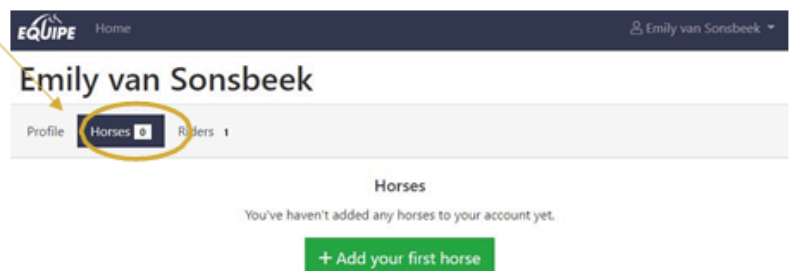 EQUIPE Home Emily van Sonsbeek
Emily van Sonsbeek
Profile Horses 0 Riders 1
Horses
You've haven't added any horses to your account yet.
+ Add your first horse